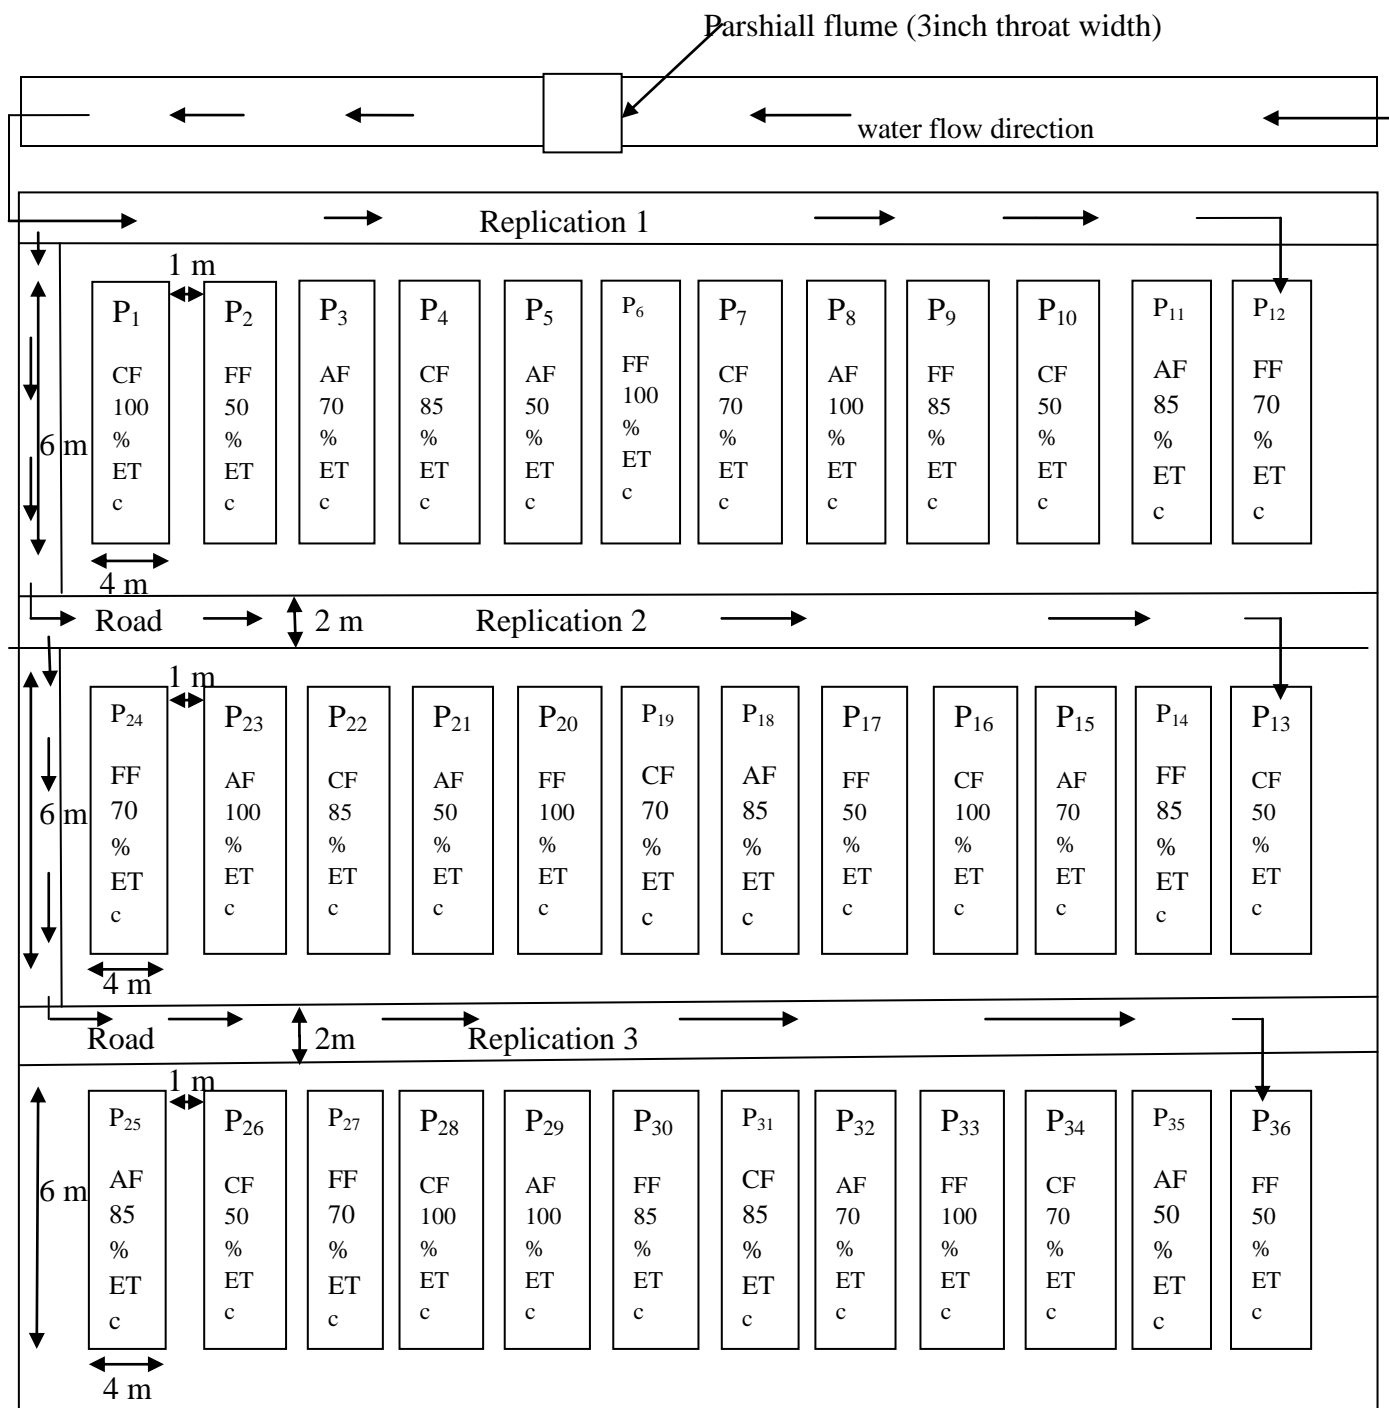 Parshiall flume (3inch throat width)
water flow direction
Replication 1
1 m
6 m
P1
CF
100
%
ET
c
P2
FF
50
%
ET
c
P3
AF
70
%
ET
c
P4
CF
85
%
ET
c
P5
AF
50
%
ET
c
P6
FF
100
%
ET
c
P7
CF
70
%
ET
c
P8
AF
100
%
ET
c
P9
FF
85
%
ET
c
P10
CF
50
%
ET
c
P11
AF
85
%
ET
c
P12
FF
70
%
ET
c
4 m
Road
2 m
Replication 2
1 m
6 m
P24
FF
70
%
ET
c
P23
AF
100
%
ET
c
P22
CF
85
%
ET
c
P21
AF
50
%
ET
c
P20
FF
100
%
ET
c
P19
CF
70
%
ET
c
P18
AF
85
%
ET
c
P17
FF
50
%
ET
c
P16
CF
100
%
ET
c
P15
AF
70
%
ET
c
P14
FF
85
%
ET
c
P13
CF
50
%
ET
c
4 m
Road
2m
Replication 3
1 m
6 m
P25
AF
85
%
ET
c
P26
CF
50
%
ET
c
P27
FF
70
%
ET
c
P28
CF
100
%
ET
c
P29
AF
100
%
ET
c
P30
FF
85
%
ET
c
P31
CF
85
%
ET
c
P32
AF
70
%
ET
c
P33
FF
100
%
ET
c
P34
CF
70
%
ET
c
P35
AF
50
%
ET
c
P36
FF
50
%
ET
c
4 m